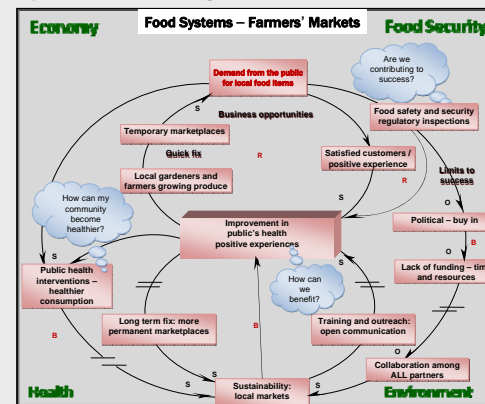 Economy
Food Systems – Farmers' Markets
Food Security
Are we
contributing to
success?
Demand from the public
for local food items
S
Business opportunities
Food safety and security
regulatory inspections
Temporary marketplaces
Quick fix
R
Satisfied customers /
positive experience
Limits to
success
R
Local gardeners and
farmers growing produce
How can my
community
become
healthier?
S
O
Improvement in
public's health
positive experiences
Political – buy in
O
B
S
S
Public health
interventions –
healthier
consumption
How can
we
benefit?
Lack of funding – tim
and resources
B
Long term fix: more
permanent marketplaces
B
Training and outreach:
open communication
O
Collaboration among
ALL partners
S
S
S
Health
Sustainability:
local markets
Environment